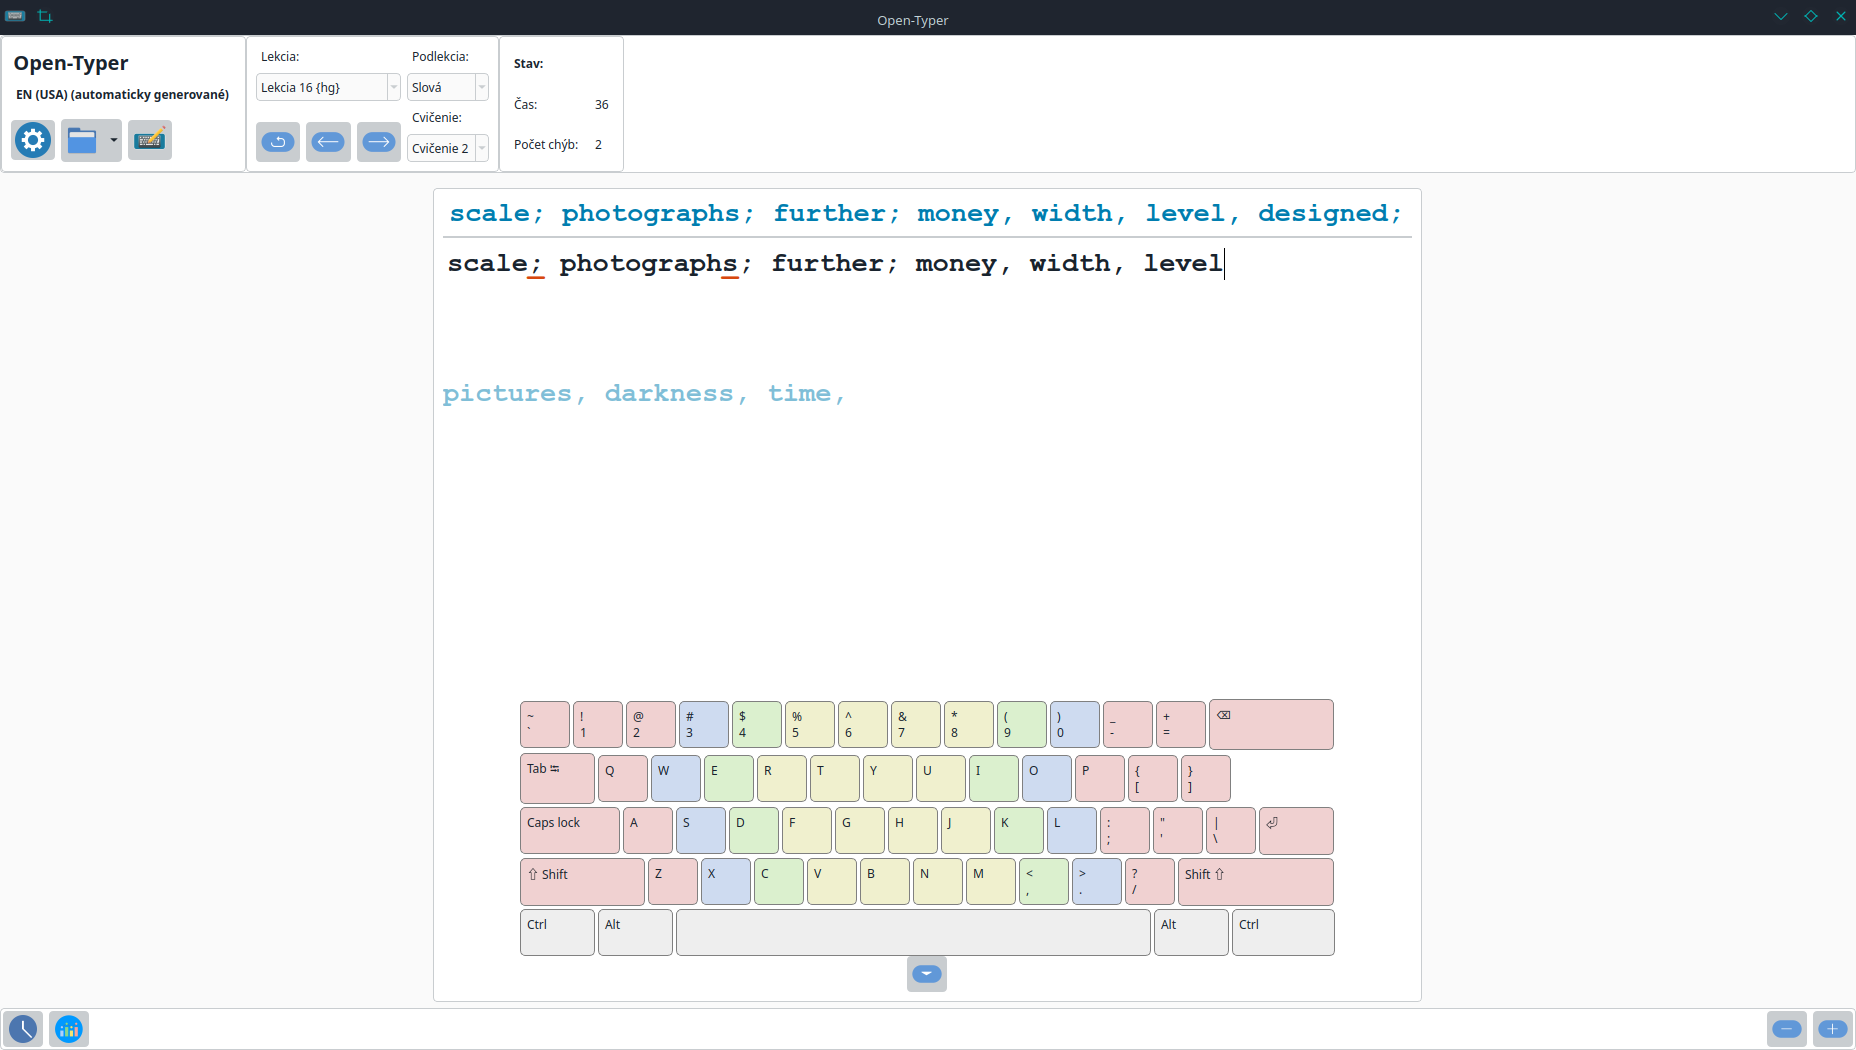 Open-Typer
Open-Typer
EN (USA) (automaticky generované)
Lekcia:
Lekcia 16 {hg}
Podlekcia:
Slová
Cvičenie:
Cvičenie 2
Stav:
Čas: 36
Počet chýb: 2
scale; photographs; further; money, width, level, designed;
scale; photographs; further; money, width, level
pictures, darkness, time,
~ ! @ # $ % ^ & * ( ) _ + ⌫
` 1 2 3 4 5 6 7 8 9 0 - =
Tab ↹ Q W E R T Y U I O P { }
[ ]
Caps lock A S D F G H J K L : " | ⏎
; ' \
⇧ Shift Z X C V B N M < > ? Shift ⇧
, . /
Ctrl Alt Alt Ctrl